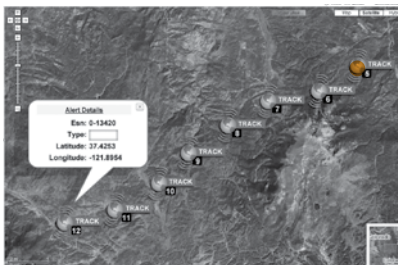 Map
Satellite
TRACK
5
TRACK
6
TRACK
7
TRACK
8
TRACK
9
TRACK
10
TRACK
11
TRACK
12
Alert Details
Esn: 0-13420
Type:
Latitude: 37.4253
Longitude: -121.8954